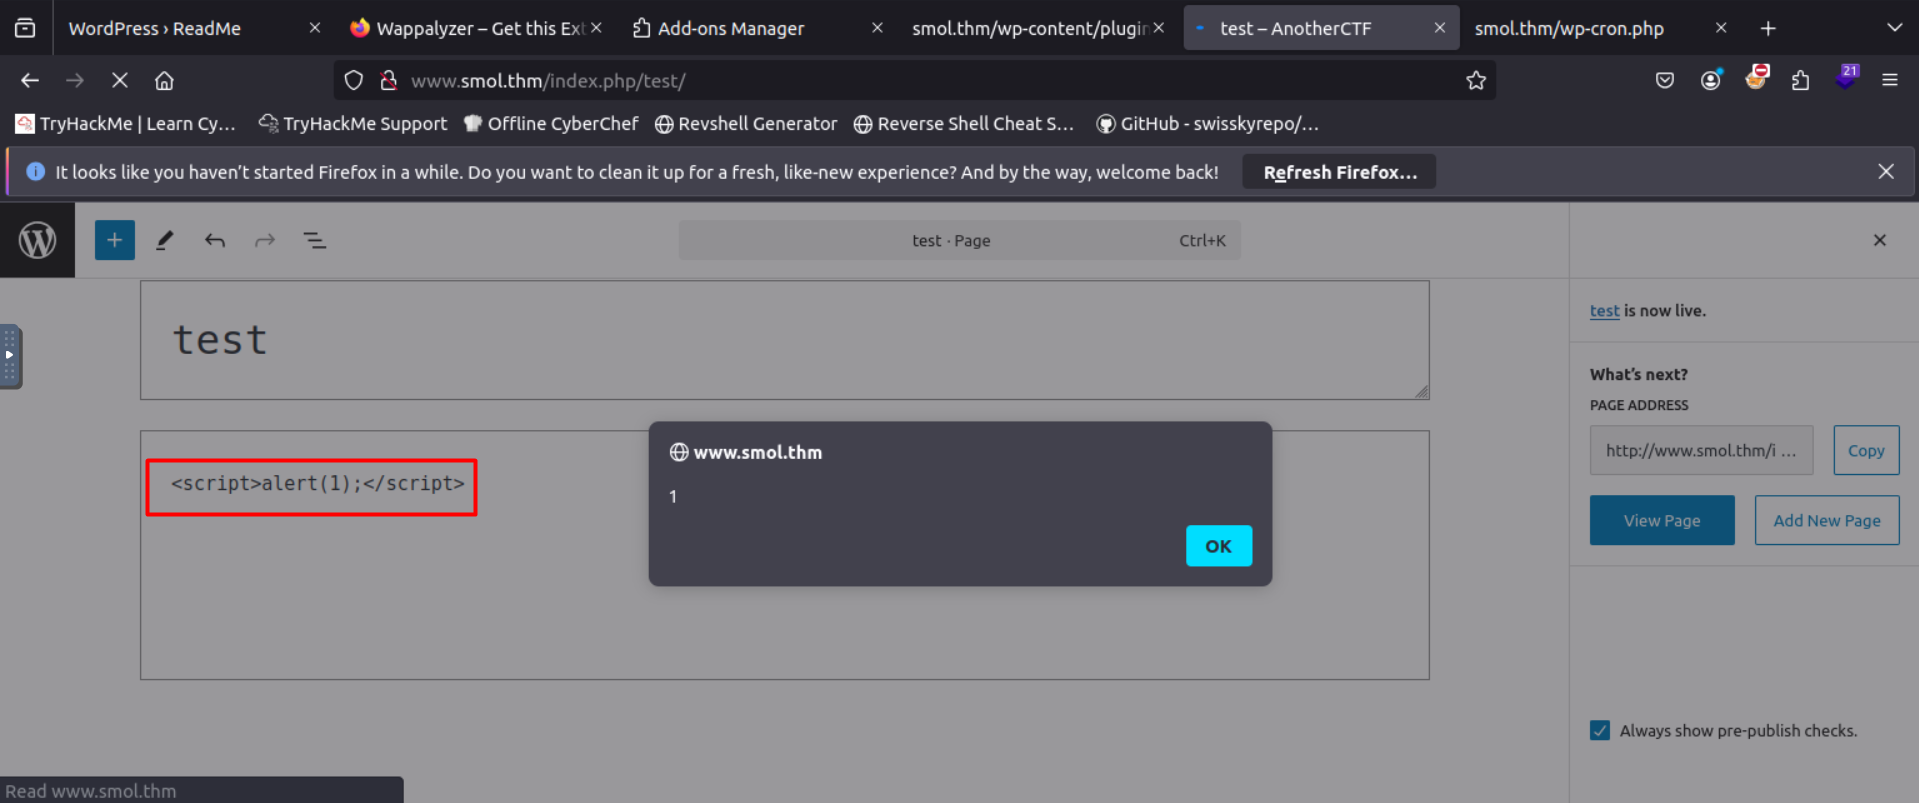 WordPress › ReadMe
Wappalyzer – Get this Ext
Add-ons Manager
smol.thm/wp-content/plugin
test – AnotherCTF
smol.thm/wp-cron.php
www.smol.thm/index.php/test/
21
TryHackMe | Learn Cy...
TryHackMe Support
Offline CyberChef
Revshell Generator
Reverse Shell Cheat S...
GitHub - swisskyrepo/...
It looks like you haven’t started Firefox in a while. Do you want to clean it up for a fresh, like-new experience? And by the way, welcome back!
Refresh Firefox...
test · Page
Ctrl+K
test
<script>alert(1);</script>
www.smol.thm
1
OK
test is now live.
What’s next?
PAGE ADDRESS
http://www.smol.thm/i ...
Copy
View Page
Add New Page
Always show pre-publish checks.
Read www.smol.thm